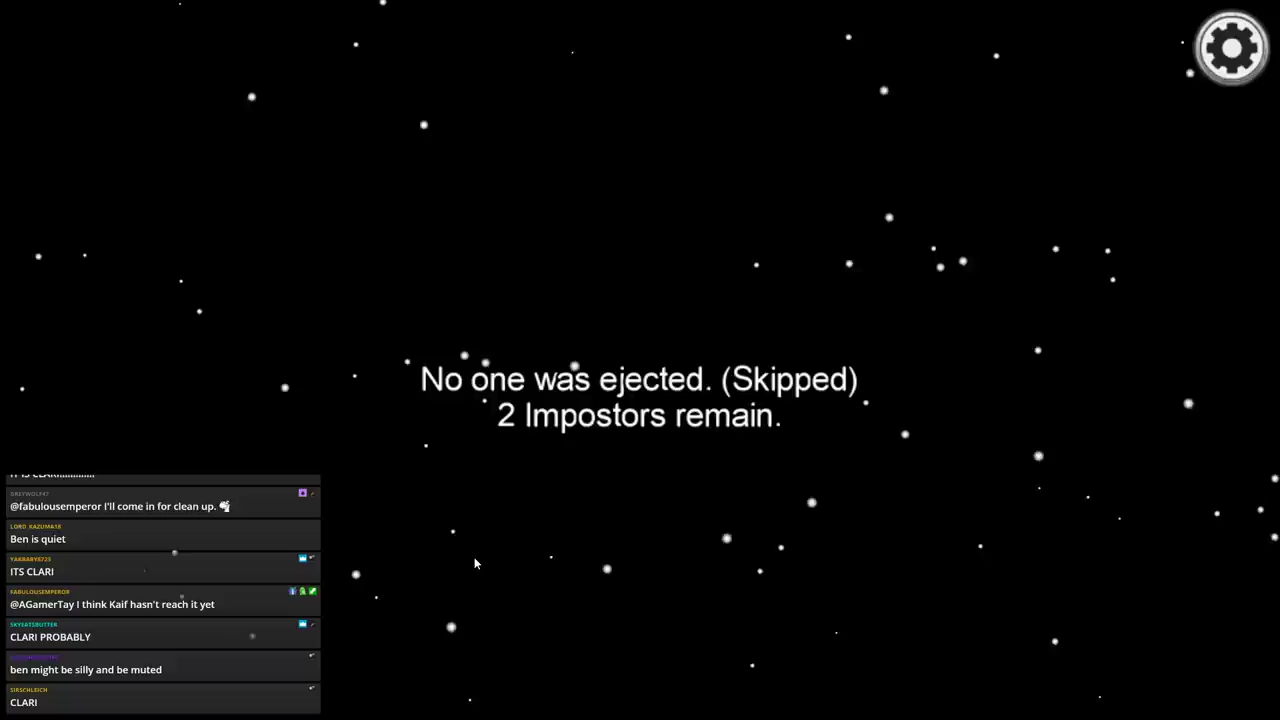 No one was ejected. (Skipped)
2 Impostors remain.
GREYWOLF47
@fabulousemperor I'll come in for clean up.
LORD_KAZUMA18
Ben is quiet
ITS CLARI
FABULOUSEMPEROR
@AGamerTay I think Kaif hasn't reach it yet
SKYEATSBUTTER
CLARI PROBABLY
ben might be silly and be muted
SIRSCHLEICH
CLARI